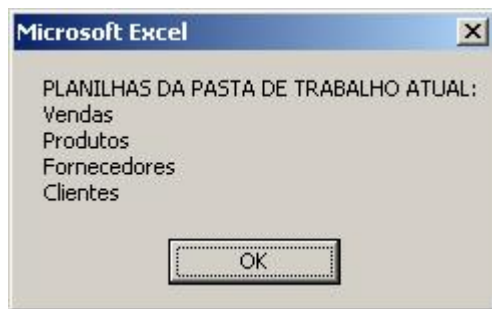 Microsoft Excel
PLANILHAS DA PASTA DE TRABALHO ATUAL:
Vendas
Produtos
Fornecedores
Clientes
OK